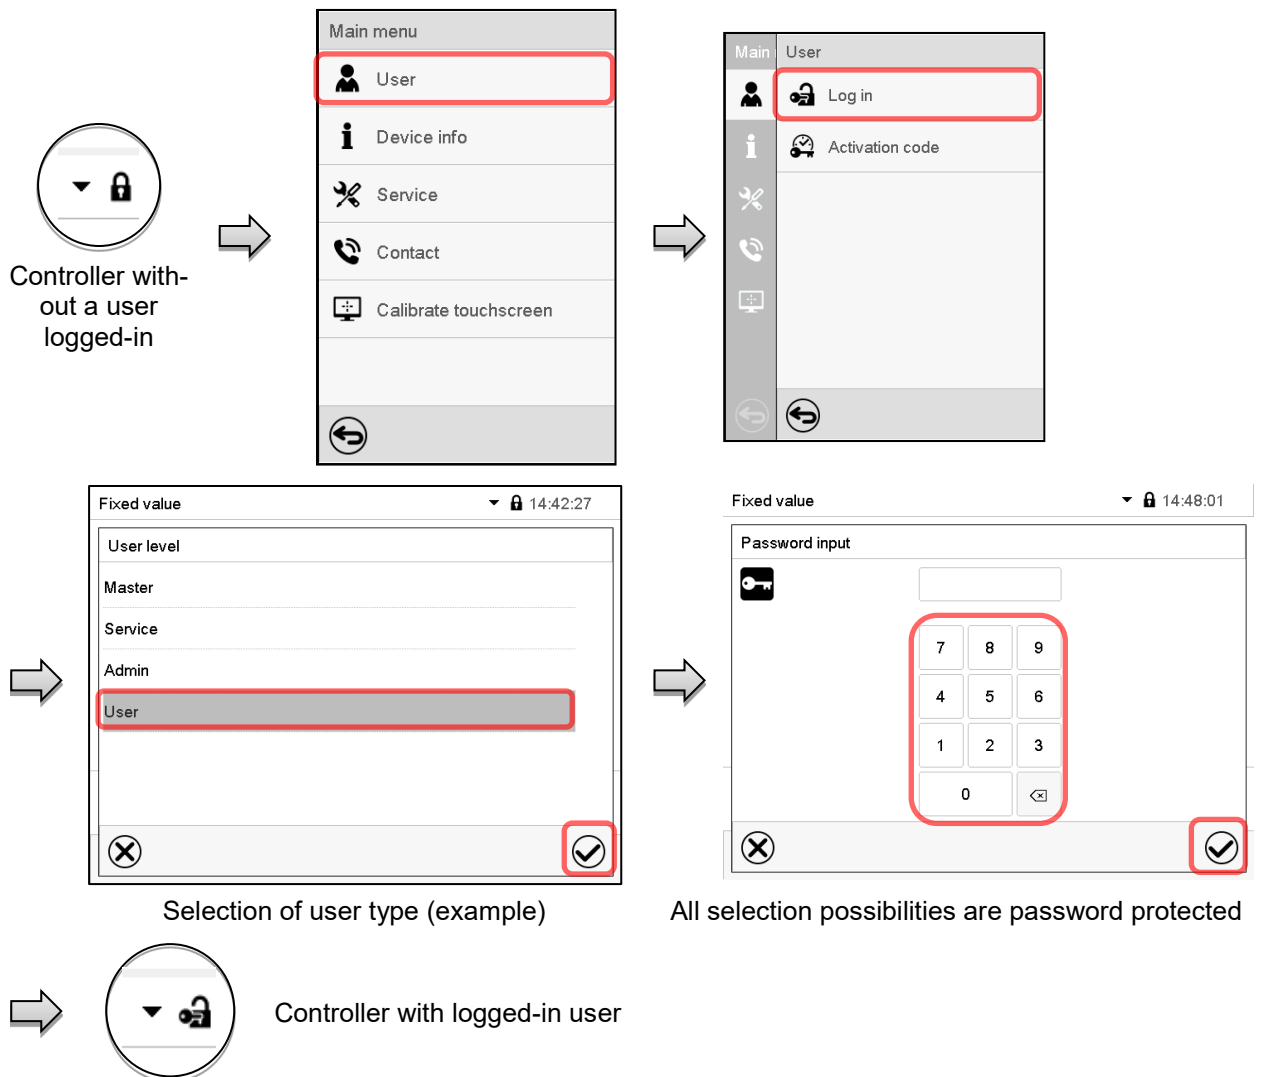 Main menu
User
Device info
Service
Contact
Calibrate touchscreen
Main
User
Log in
Activation code
Controller with-
out a user
logged-in
Fixed value
14:42:27
User level
Master
Service
Admin
User
Fixed value
14:48:01
Password input
7 8 9
4 5 6
1 2 3
0
Selection of user type (example)
All selection possibilities are password protected
Controller with logged-in user